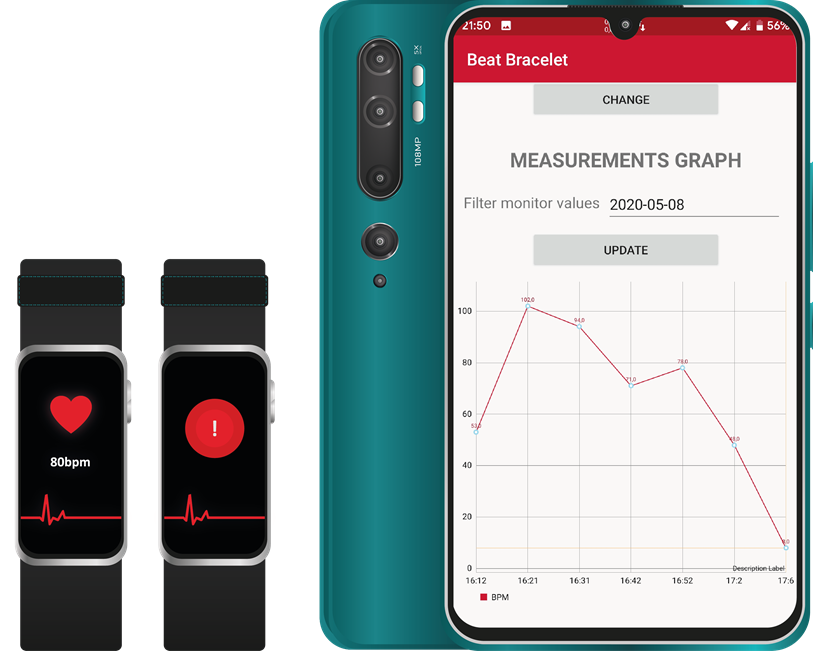 80bpm
!
5X
108MP
21:50
56%
Beat Bracelet
CHANGE
MEASUREMENTS GRAPH
Filter monitor values 2020-05-08
UPDATE
102,0
100
94,0
80
78,0
71,0
60
53,0
48,0
40
20
8,0
0
Description Label
16:12 16:21 16:31 16:42 16:52 17:2 17:6
BPM